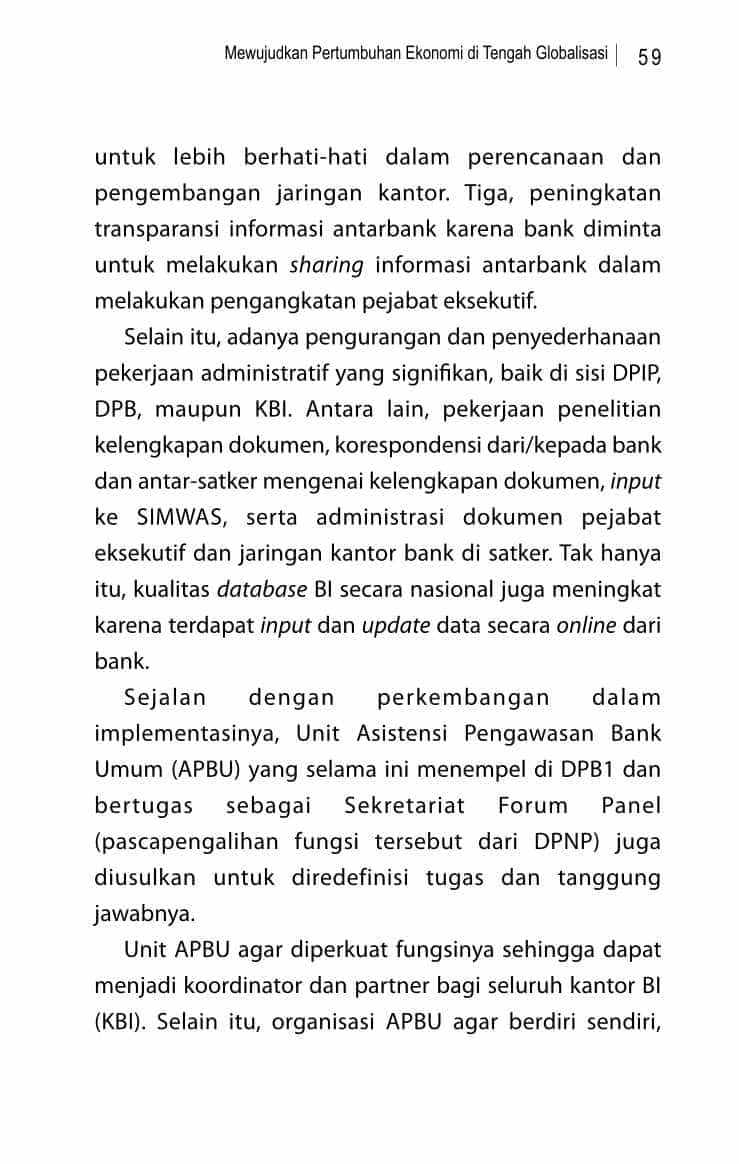 Mewujudkan Pertumbuhan Ekonomi di Tengah Globalisasi | 59
untuk lebih berhati-hati dalam perencanaan dan
pengembangan jaringan kantor. Tiga, peningkatan
transparansi informasi antarbank karena bank diminta
untuk melakukan sharing informasi antarbank dalam
melakukan pengangkatan pejabat eksekutif.
Selain itu, adanya pengurangan dan penyederhanaan
pekerjaan administratif yang signifikan, baik di sisi DPIP,
DPB, maupun KBI. Antara lain, pekerjaan penelitian
kelengkapan dokumen, korespondensi dari/kepada bank
dan antar-satker mengenai kelengkapan dokumen, input
ke SIMWAS, serta administrasi dokumen pejabat
eksekutif dan jaringan kantor bank di satker. Tak hanya
itu, kualitas database BI secara nasional juga meningkat
karena terdapat input dan update data secara online dari
bank.
Sejalan dengan perkembangan dalam
implementasinya, Unit Asistensi Pengawasan Bank
Umum (APBU) yang selama ini menempel di DPB1 dan
bertugas sebagai Sekretariat Forum Panel
(pascapengalihan fungsi tersebut dari DPNP) juga
diusulkan untuk diredefinisi tugas dan tanggung
jawabnya.
Unit APBU agar diperkuat fungsinya sehingga dapat
menjadi koordinator dan partner bagi seluruh kantor BI
(KBI). Selain itu, organisasi APBU agar berdiri sendiri,